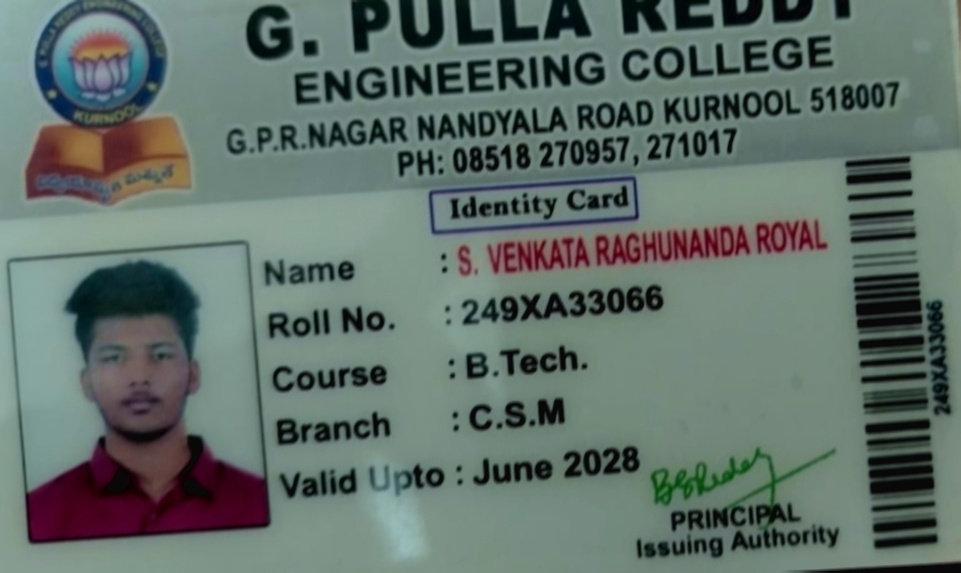 G. PULLA REDDY
ENGINEERING COLLEGE
G.P.R.NAGAR NANDYALA ROAD KURNOOL 518007
PH: 08518 270957, 271017
KURNOOL
Identity Card
Name : S. VENKATA RAGHUNANDA ROYAL
Roll No. : 249XA33066
Course : B.Tech.
Branch : C.S.M
Valid Upto : June 2028
PRINCIPAL
Issuing Authority
249XA33066